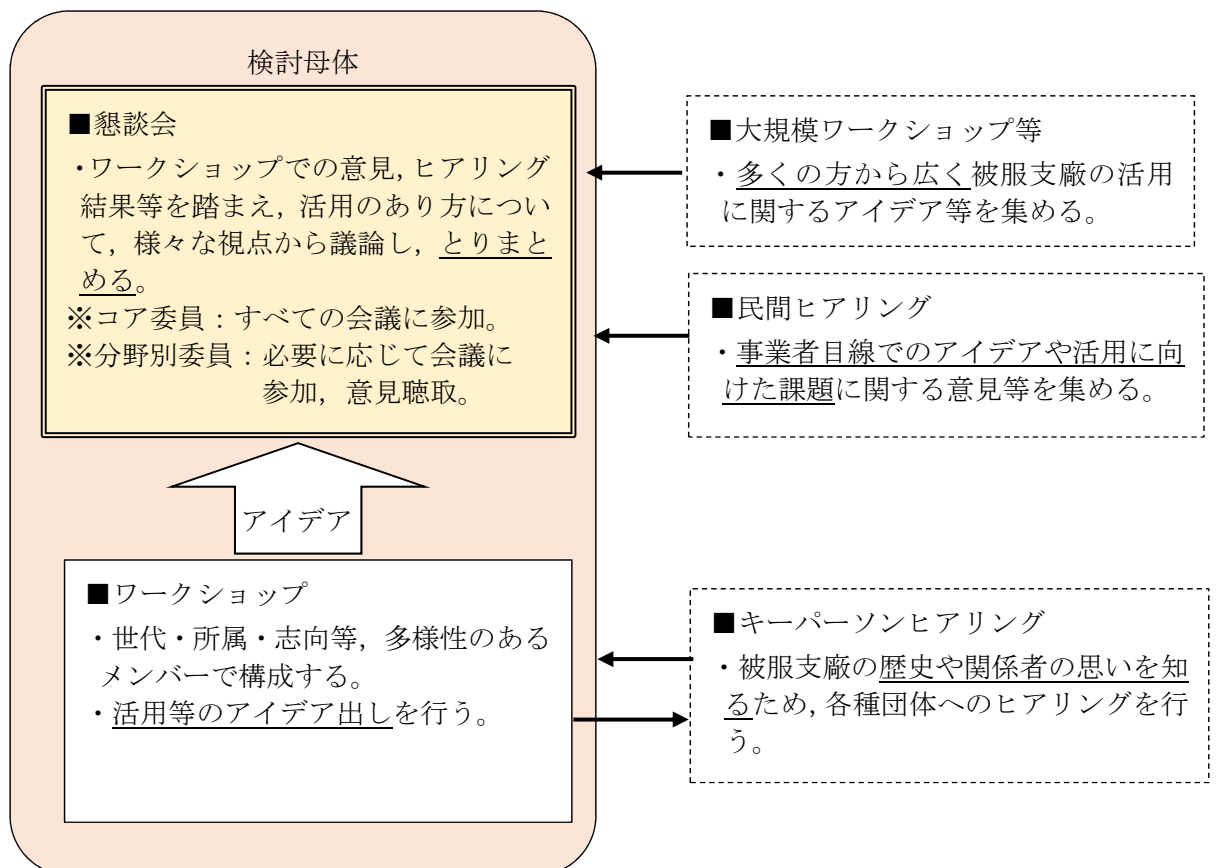 検討母体
■懇談会
・ワークショップでの意見，ヒアリング
結果等を踏まえ，活用のあり方につい
て，様々な視点から議論し，とりまと
める。
※コア委員：すべての会議に参加。
※分野別委員：必要に応じて会議に
参加，意見聴取。
アイデア
■ワークショップ
・世代・所属・志向等，多様性のある
メンバーで構成する。
・活用等のアイデア出しを行う。
■大規模ワークショップ等
・多くの方から広く被服支廠の活用
に関するアイデア等を集める。
■民間ヒアリング
・事業者目線でのアイデアや活用に向
けた課題に関する意見等を集める。
■キーパーソンヒアリング
・被服支廠の歴史や関係者の思いを知
るため，各種団体へのヒアリングを行
う。